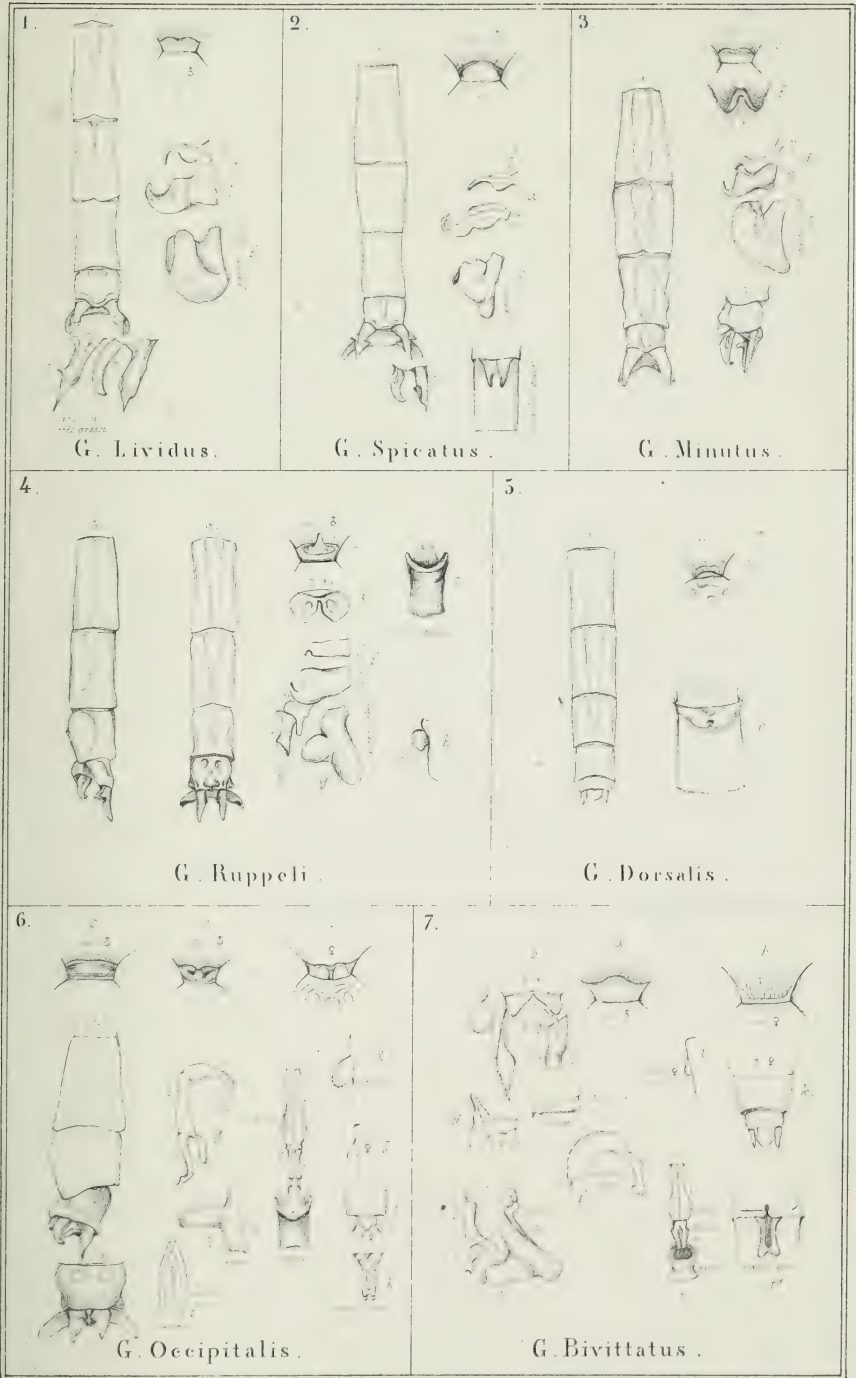 1.
2.
3.
G. Lividus.
G. Spicatus.
G. Minutus.
4.
5.
G. Ruppeli.
G. Dorsalis.
6.
7.
♂
♂
♀
♀
♀
G. Occipitalis.
G. Bivittatus.